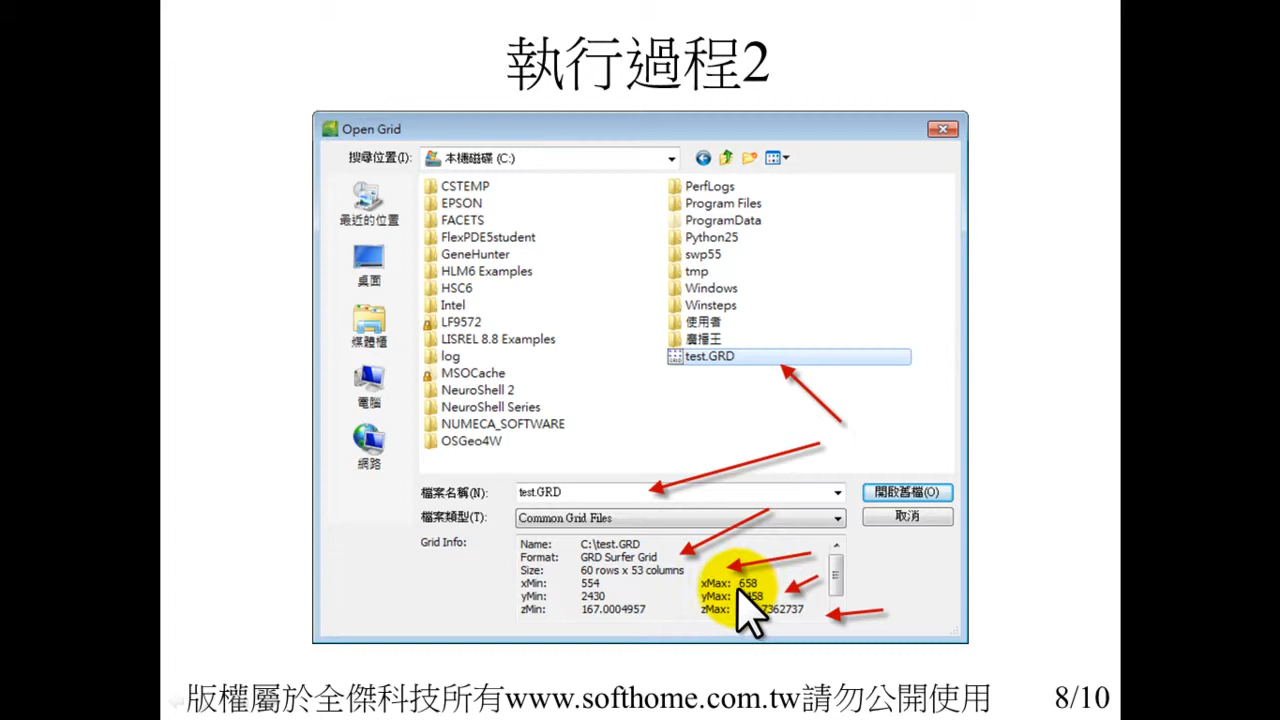 執行過程2
Open Grid
搜尋位置(I): 本機磁碟 (C:)
最近的位置
桌面
媒體櫃
電腦
網路
CSTEMP
EPSON
FACETS
FlexPDE5student
GeneHunter
HLM6 Examples
HSC6
Intel
LF9572
LISREL 8.8 Examples
log
MSOCache
NeuroShell 2
NeuroShell Series
NUMECA_SOFTWARE
OSGeo4W
PerfLogs
Program Files
ProgramData
Python25
swp55
tmp
Windows
Winsteps
使用者
魔播王
test.GRD
檔案名稱(N): test.GRD 開啟舊檔(O)
檔案類型(T): Common Grid Files 取消
Grid Info: Name: C:\test.GRD
Format: GRD Surfer Grid
Size: 60 rows x 53 columns
xMin: 554 xMax: 658
yMin: 2430 yMax:
zMin: 167.0004957 zMax:
版權屬於全傑科技所有www.softhome.com.tw請勿公開使用 8/10